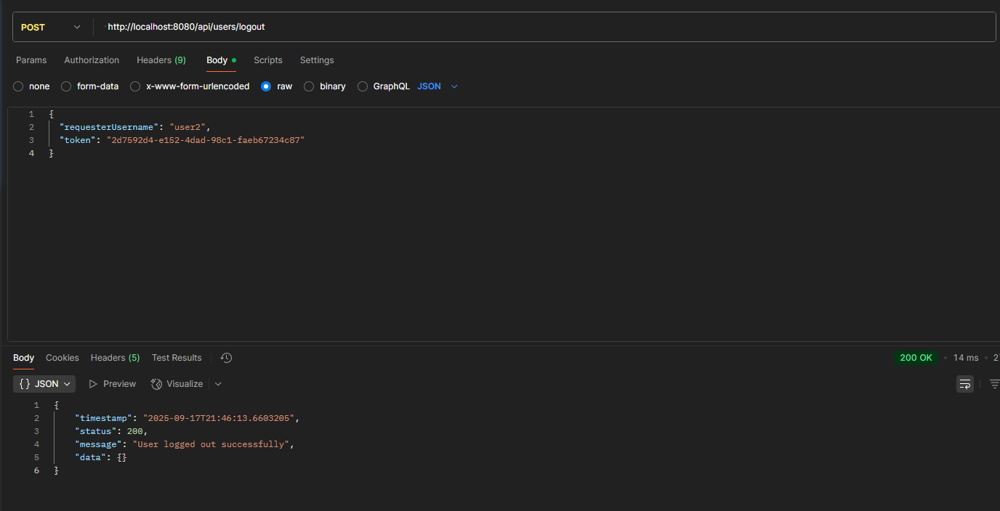 POST http://localhost:8080/api/users/logout
Params Authorization Headers (9) Body Scripts Settings
none form-data x-www-form-urlencoded raw binary GraphQL JSON
1 {
2 "requesterUsername": "user2",
3 "token": "2d7592d4-e152-4dad-98c1-faeb67234c87"
4 }
Body Cookies Headers (5) Test Results 200 OK • 14 ms •
{} JSON Preview Visualize
1 {
2 "timestamp": "2025-09-17T21:46:13.6603205",
3 "status": 200,
4 "message": "User logged out successfully",
5 "data": {}
6 }